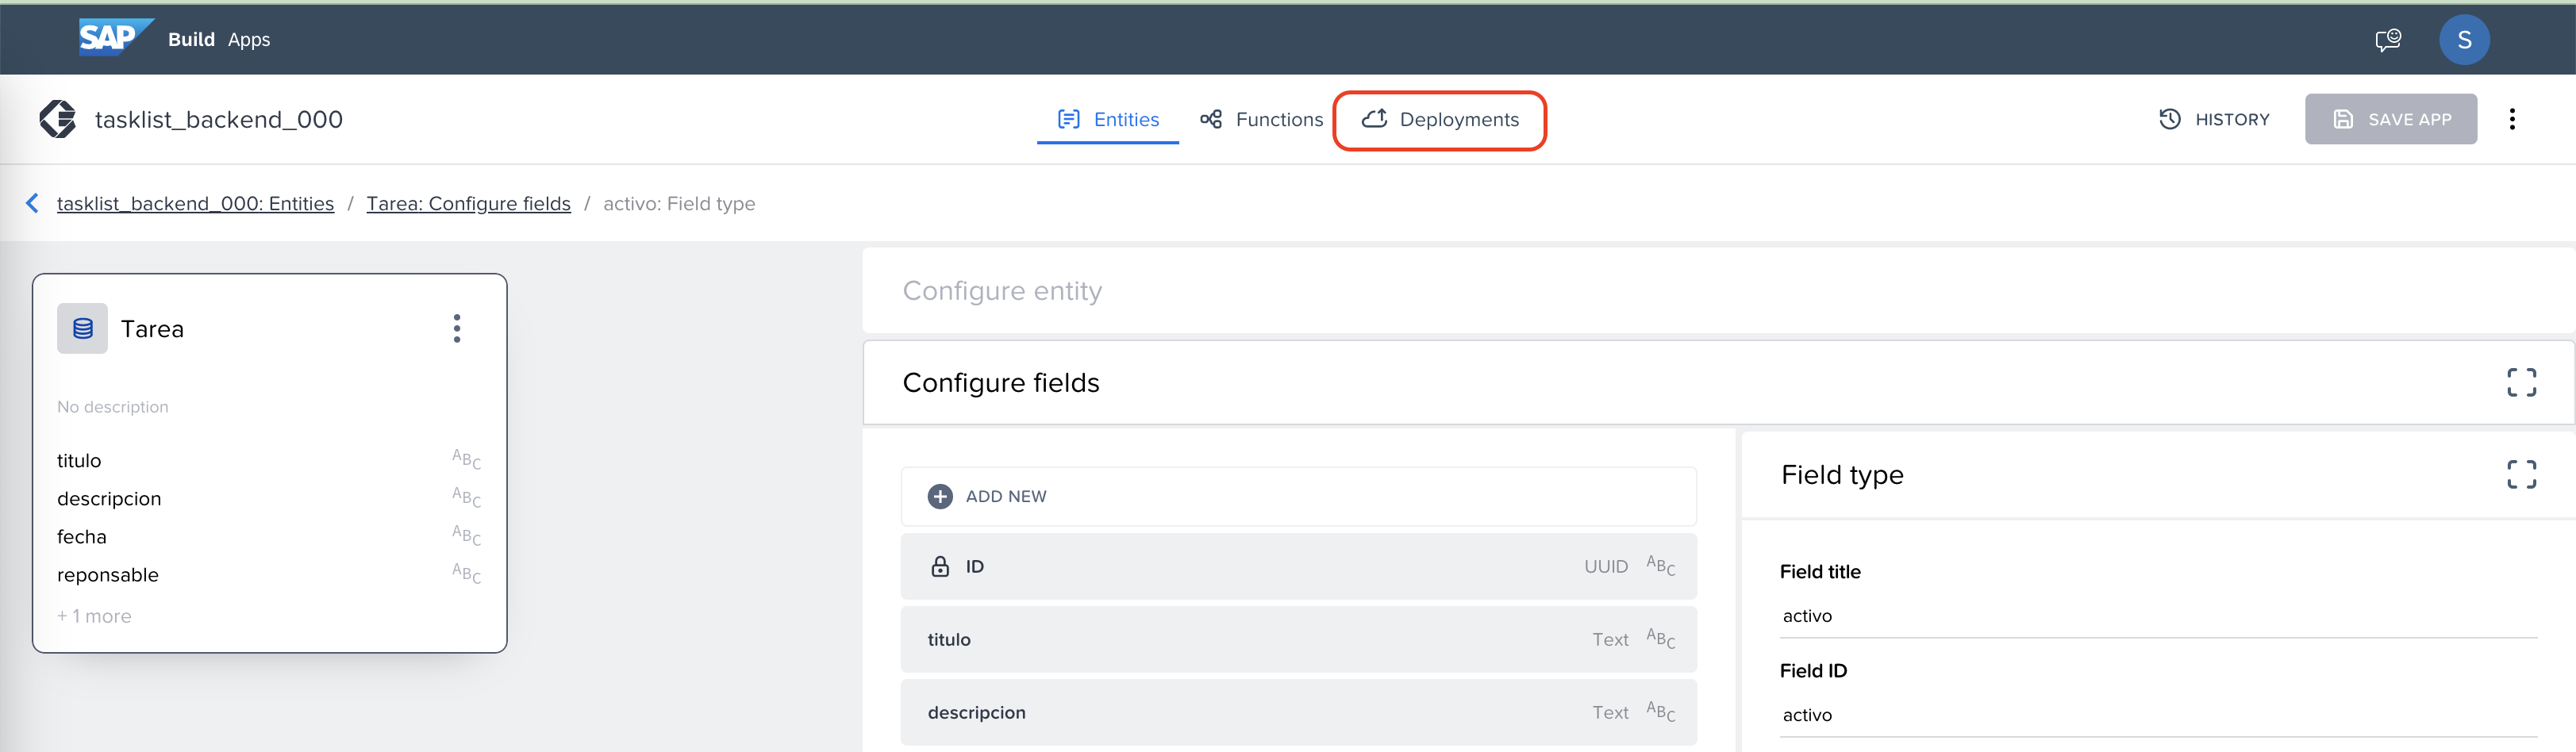 SAP Build Apps
S
tasklist_backend_000
Entities
Functions
Deployments
HISTORY
SAVE APP
tasklist_backend_000: Entities / Tarea: Configure fields / activo: Field type
Tarea
No description
titulo ABC
descripcion ABC
fecha ABC
reponsable ABC
+ 1 more
Configure entity
Configure fields
ADD NEW
ID UUID ABC
titulo Text ABC
descripcion Text ABC
Field type
Field title
activo
Field ID
activo